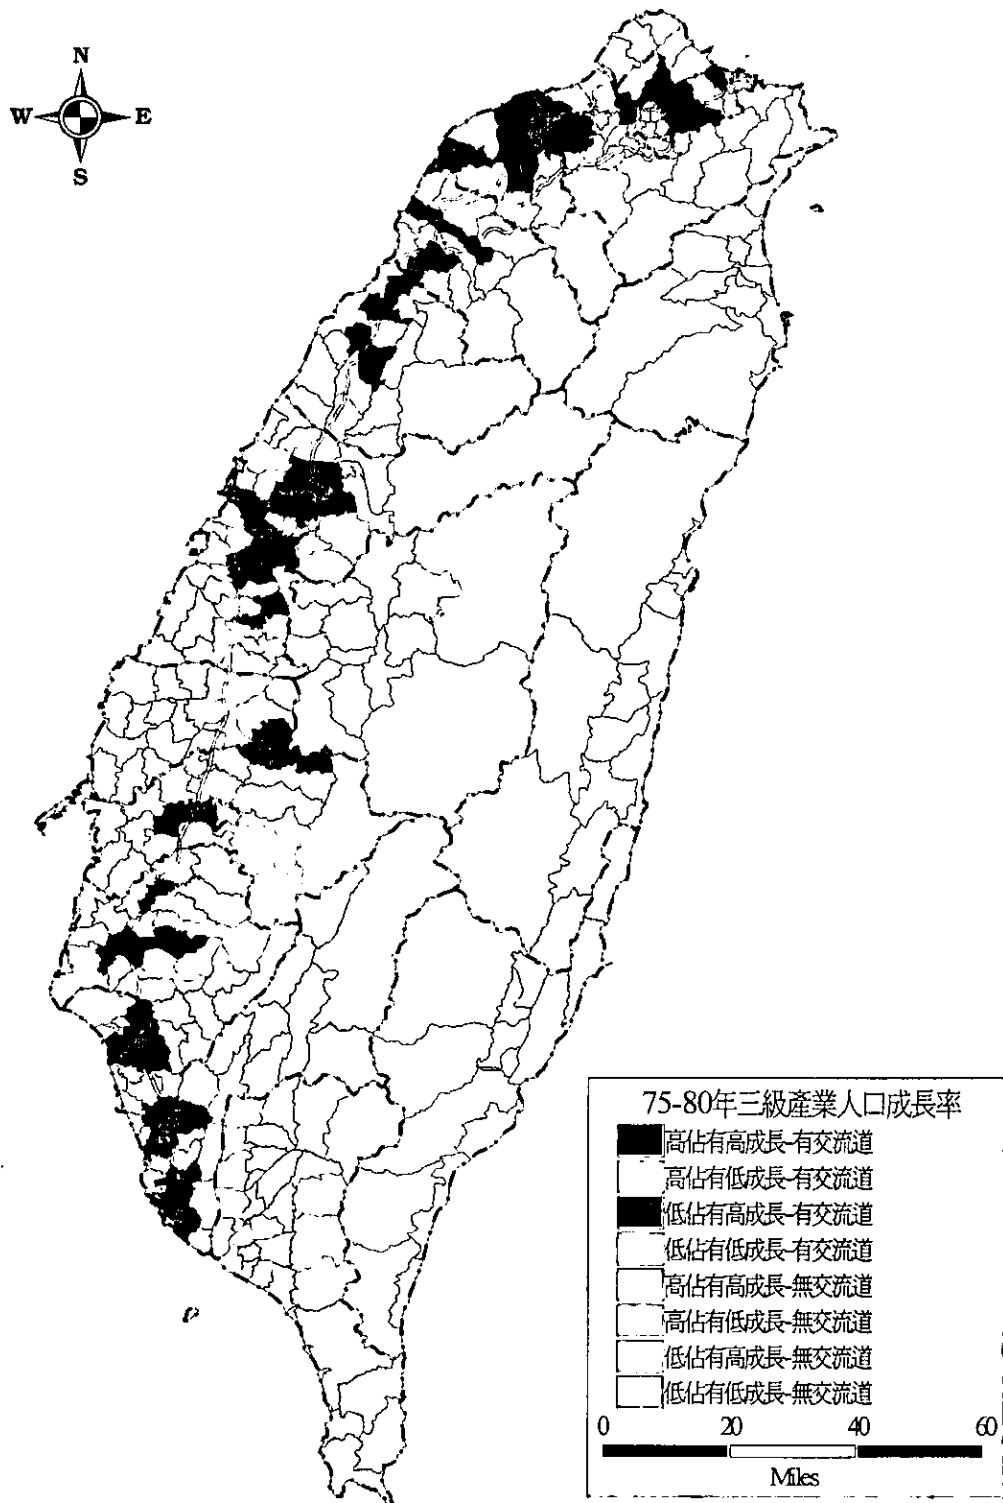 N
W E
S
75-80年三級產業人口成長率
高佔有高成長-有交流道
高佔有低成長-有交流道
低佔有高成長-有交流道
低佔有低成長-有交流道
高佔有高成長-無交流道
高佔有低成長-無交流道
低佔有高成長-無交流道
低佔有低成長-無交流道
0 20 40 60
Miles